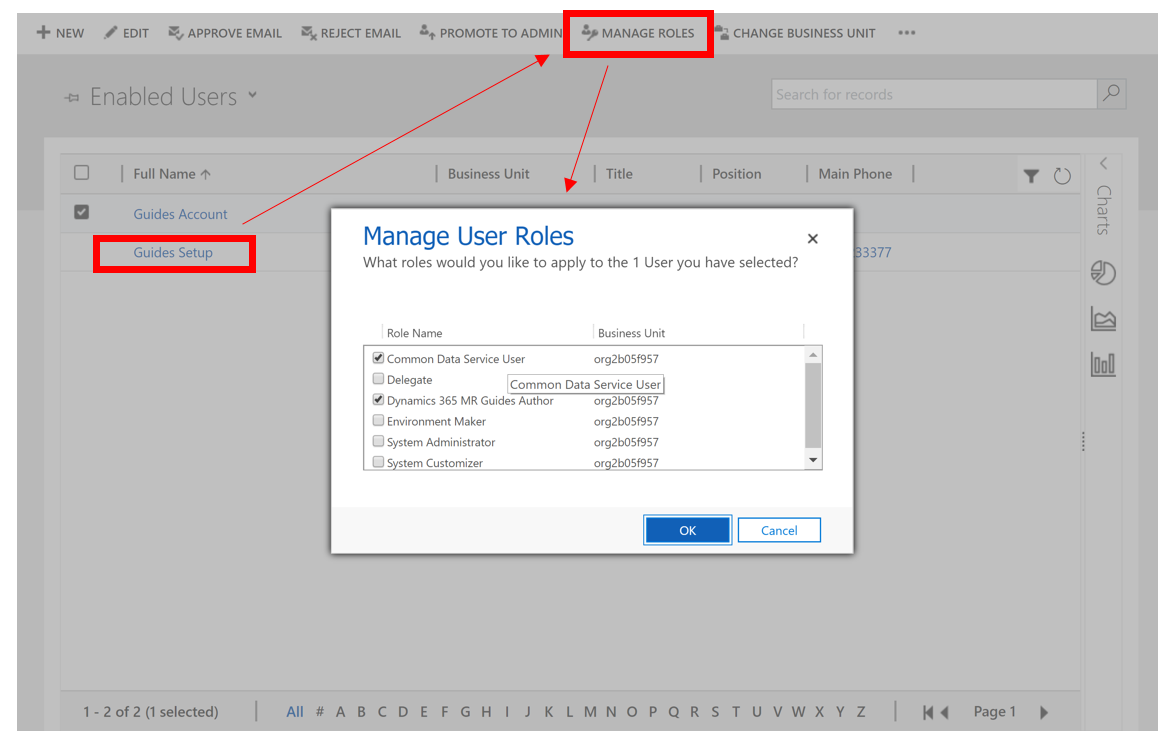 NEW EDIT APPROVE EMAIL REJECT EMAIL PROMOTE TO ADMIN MANAGE ROLES CHANGE BUSINESS UNIT •••
Enabled Users
Search for records
Full Name Business Unit Title Position Main Phone
Charts
Guides Account
Guides Setup
33377
Manage User Roles
What roles would you like to apply to the 1 User you have selected?
Role Name Business Unit
Common Data Service User org2b05f957
Delegate
Common Data Service User
Dynamics 365 MR Guides Author org2b05f957
Environment Maker org2b05f957
System Administrator org2b05f957
System Customizer org2b05f957
OK Cancel
1 - 2 of 2 (1 selected) All # A B C D E F G H I J K L M N O P Q R S T U V W X Y Z Page 1